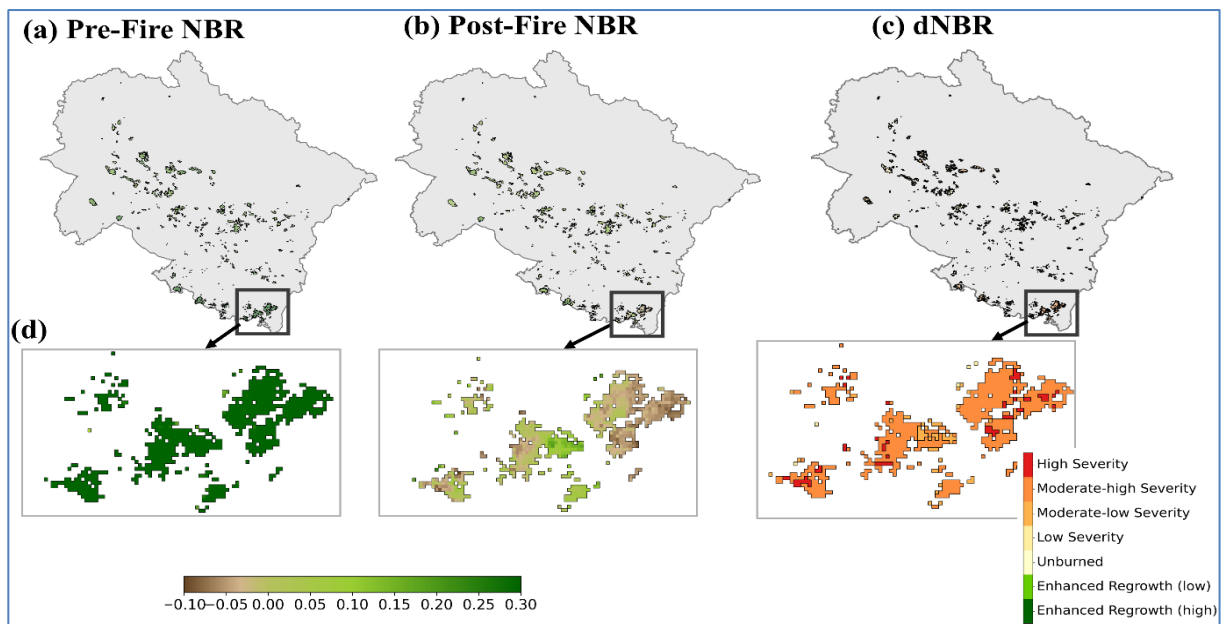 (a) Pre-Fire NBR
(b) Post-Fire NBR
(c) dNBR
(d)
High Severity
Moderate-high Severity
Moderate-low Severity
Low Severity
Unburned
Enhanced Regrowth (low)
Enhanced Regrowth (high)
−0.10 −0.05 0.00 0.05 0.10 0.15 0.20 0.25 0.30